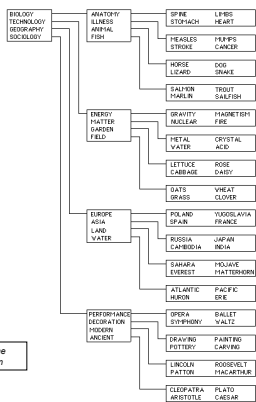 BIOLOGY
TECHNOLOGY
GEOGRAPHY
SOCIOLOGY
ANATOMY
ILLNESS
ANIMAL
FISH
SPINE LIMBS
STOMACH HEART
MEASLES MUMPS
STROKE CANCER
HORSE DOG
LIZARD SNAKE
SALMON TROUT
MARLIN SAILFISH
ENERGY
MATTER
GARDEN
FIELD
GRAVITY MAGNETISM
NUCLEAR FIRE
METAL CRYSTAL
WATER ACID
LETTUCE ROSE
CABBAGE DAISY
OATS WHEAT
GRASS CLOVER
EUROPE
ASIA
LAND
WATER
POLAND YUGOSLAVIA
SPAIN FRANCE
RUSSIA JAPAN
CAMBODIA INDIA
SAHARA MOJAVE
EVEREST MATTERHORN
ATLANTIC PACIFIC
HURON ERIE
PERFORMANCE
DECORATION
MODERN
ANCIENT
OPERA BALLET
SYMPHONY WALTZ
DRAWING PAINTING
POTTERY CARVING
LINCOLN ROOSEVELT
PATTON MACARTHUR
CLEOPATRA PLATO
ARISTOTLE CAESAR